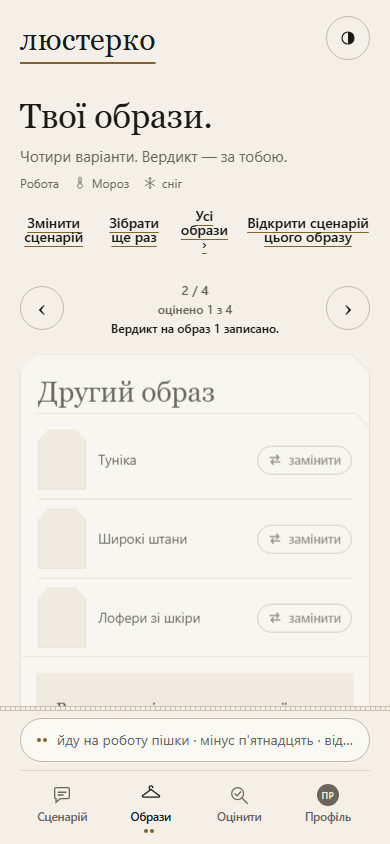 люстерко
Твої образи.
Чотири варіанти. Вердикт — за тобою.
Робота Мороз сніг
Змінити сценарій
Зібрати ще раз
Усі образи ›
Відкрити сценарій цього образу
‹
2 / 4
оцінено 1 з 4
Вердикт на образ 1 записано.
›
Другий образ
Туніка
замінити
Широкі штани
замінити
Лофери зі шкіри
замінити
йду на роботу пішки · мінус п'ятнадцять · від...
Сценарій
Образи
Оцінити
ПР
Профіль